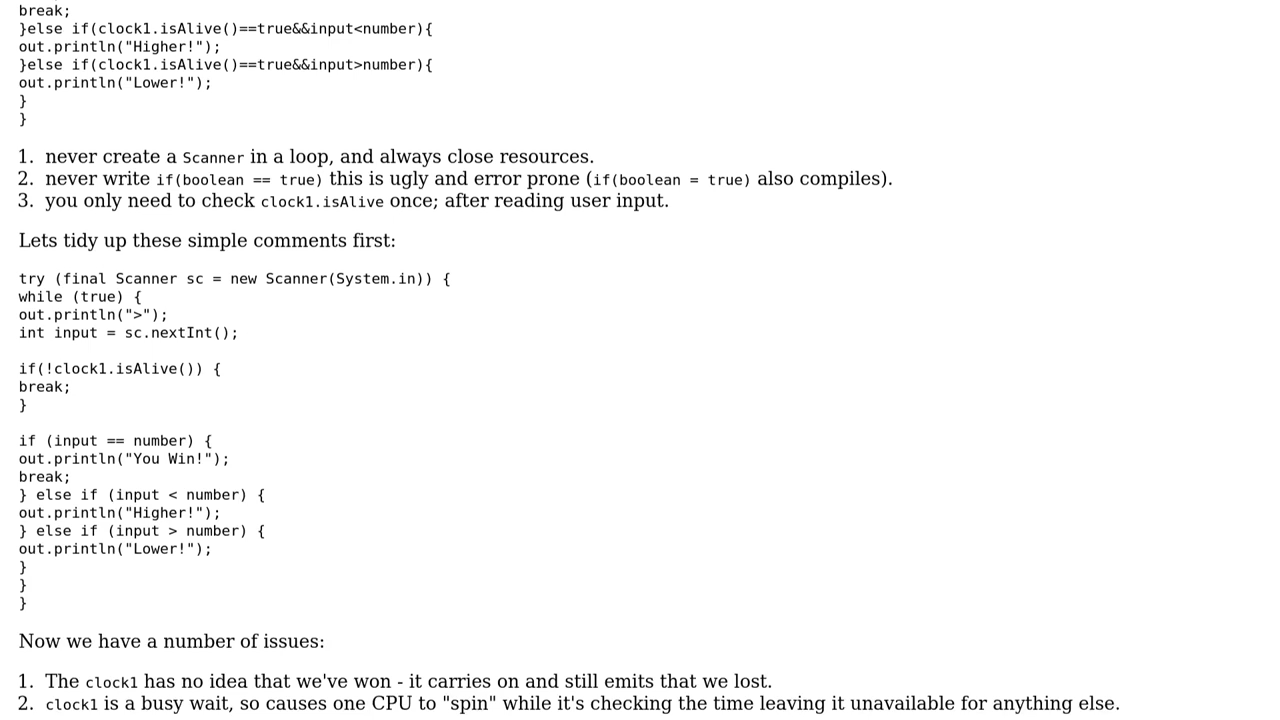 break;
}else if(clock1.isAlive()==true&&input<number){
out.println("Higher!");
}else if(clock1.isAlive()==true&&input>number){
out.println("Lower!");
}
}
1. never create a Scanner in a loop, and always close resources.
2. never write if(boolean == true) this is ugly and error prone (if(boolean = true) also compiles).
3. you only need to check clock1.isAlive once; after reading user input.
Lets tidy up these simple comments first:
try (final Scanner sc = new Scanner(System.in)) {
while (true) {
out.println(">");
int input = sc.nextInt();
if(!clock1.isAlive()) {
break;
}
if (input == number) {
out.println("You Win!");
break;
} else if (input < number) {
out.println("Higher!");
} else if (input > number) {
out.println("Lower!");
}
}
}
Now we have a number of issues:
1. The clock1 has no idea that we've won - it carries on and still emits that we lost.
2. clock1 is a busy wait, so causes one CPU to "spin" while it's checking the time leaving it unavailable for anything else.